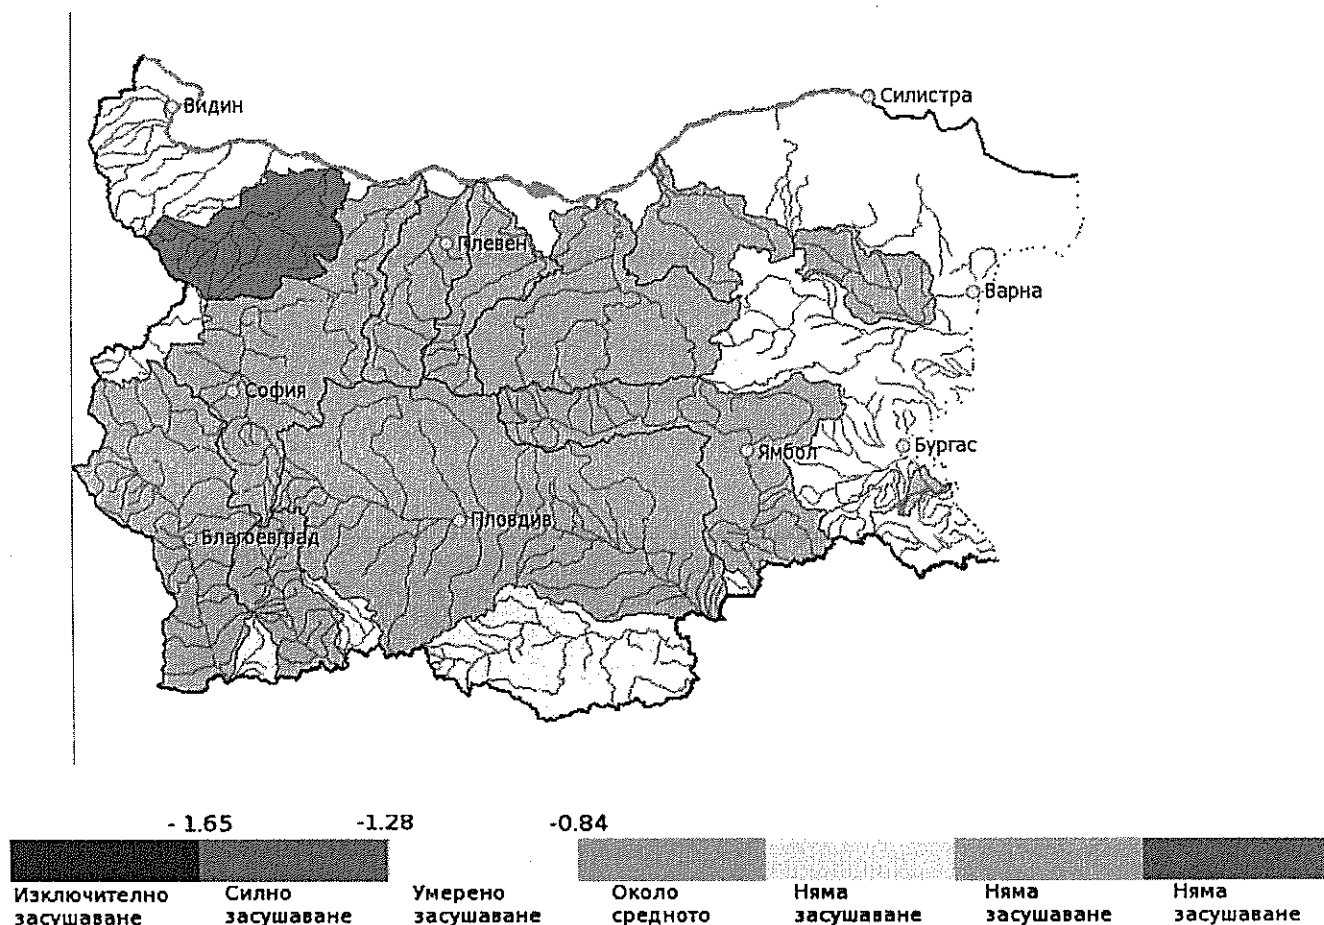 Видин
Силистра
Плевен
Варна
София
Ямбол
Бургас
Пловдив
Благоевград
- 1.65 -1.28 -0.84
Изключително засушаване
Силно засушаване
Умерено засушаване
Около средното
Няма засушаване
Няма засушаване
Няма засушаване